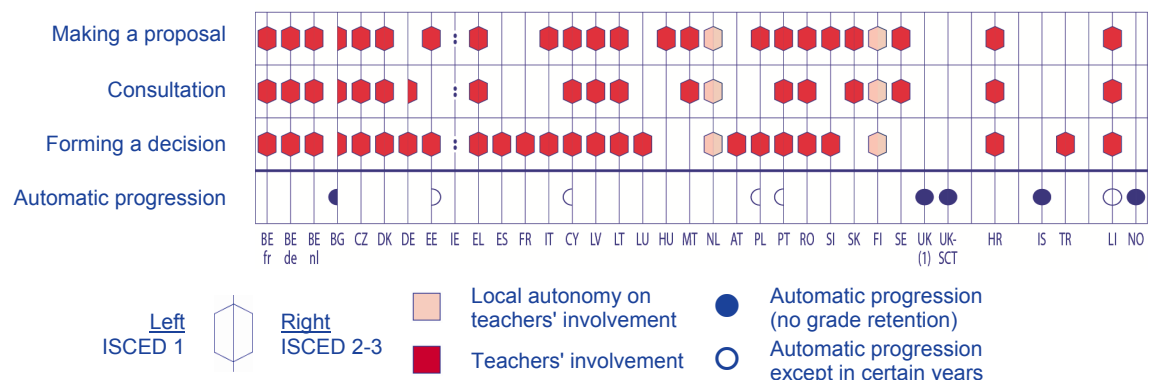 Making a proposal
Consultation
Forming a decision
Automatic progression
BE fr BE de BE nl BG CZ DK DE EE IE EL ES FR IT CY LV LT LU HU MT NL AT PL PT RO SI SK FI SE UK (1) UK-SCT HR IS TR LI NO
Left
ISCED 1
Right
ISCED 2-3
Local autonomy on
teachers' involvement
Teachers' involvement
Automatic progression
(no grade retention)
Automatic progression
except in certain years